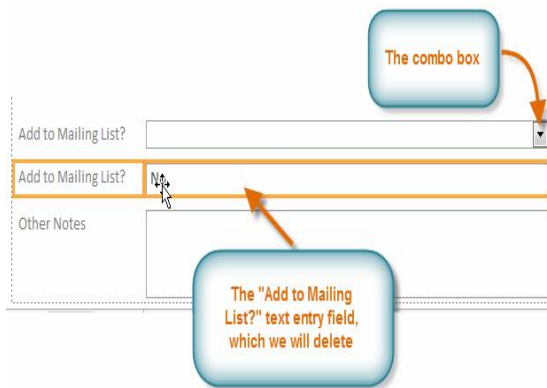 The combo box
Add to Mailing List?
Add to Mailing List?
Other Notes
The "Add to Mailing
List?" text entry field,
which we will delete